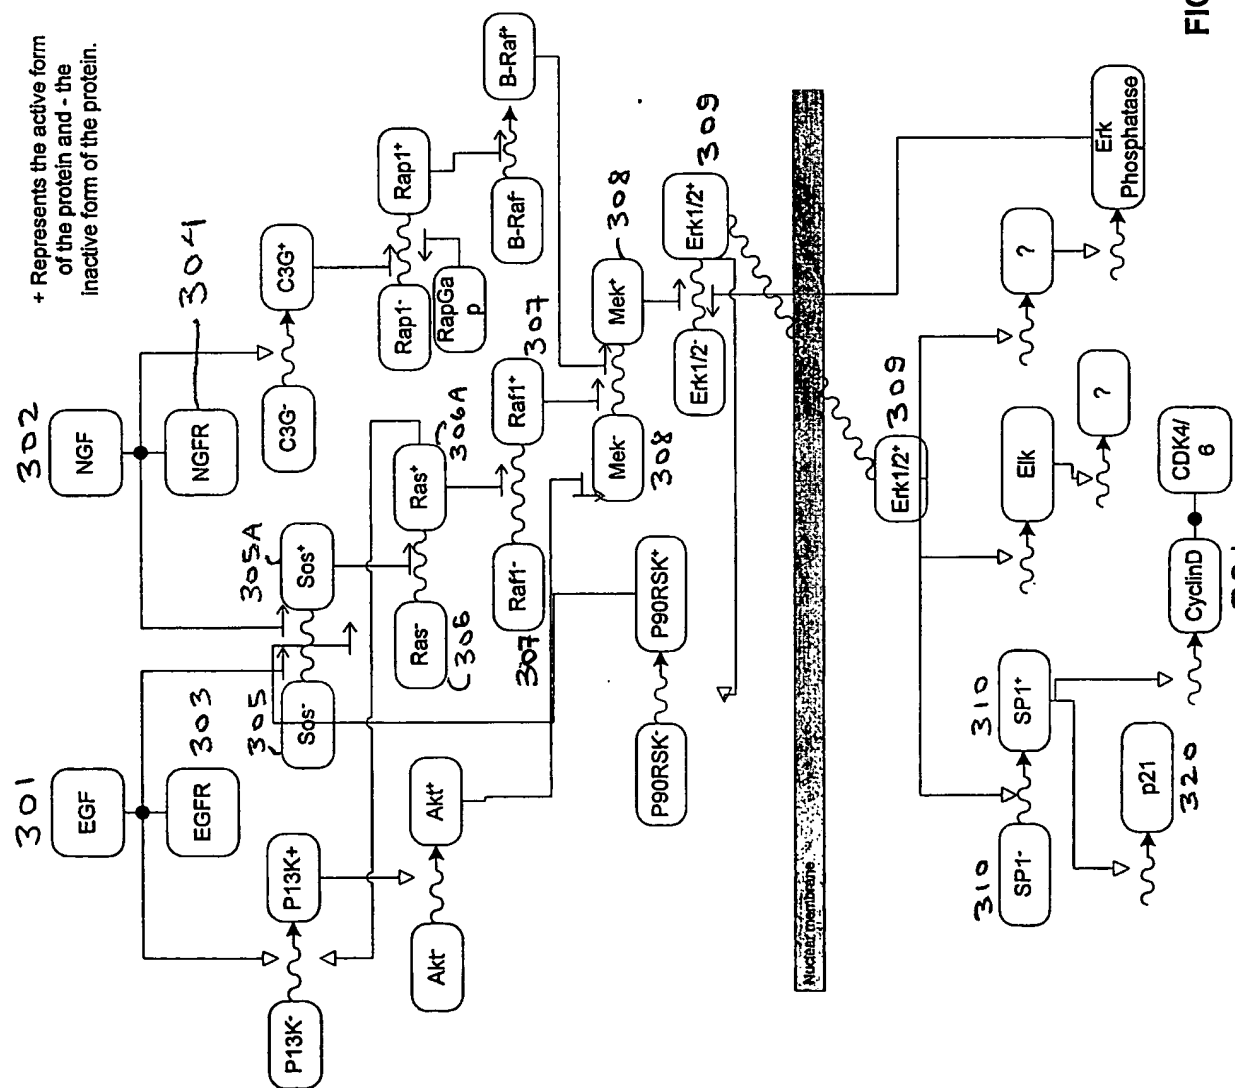 + Represents the active form
of the protein and - the
inactive form of the protein.
FIG
301
EGF
EGFR
303
302
NGF
NGFR
304
P13K-
P13K+
305
Sos-
305A
Sos+
C3G-
C3G+
Akt-
Akt+
Ras-
306
Ras+
306A
Rap1-
Rap1+
RapGa
p
307
Raf1-
Raf1+
307
B-Raf-
B-Raf+
Mek-
308
Mek+
308
P90RSK-
P90RSK+
Erk1/2-
Erk1/2+
309
Nuclear membrane
Erk1/2+
309
310
SP1-
310
SP1+
Elk
?
Erk
Phosphatase
p21
320
CyclinD
CDK4/
6
?